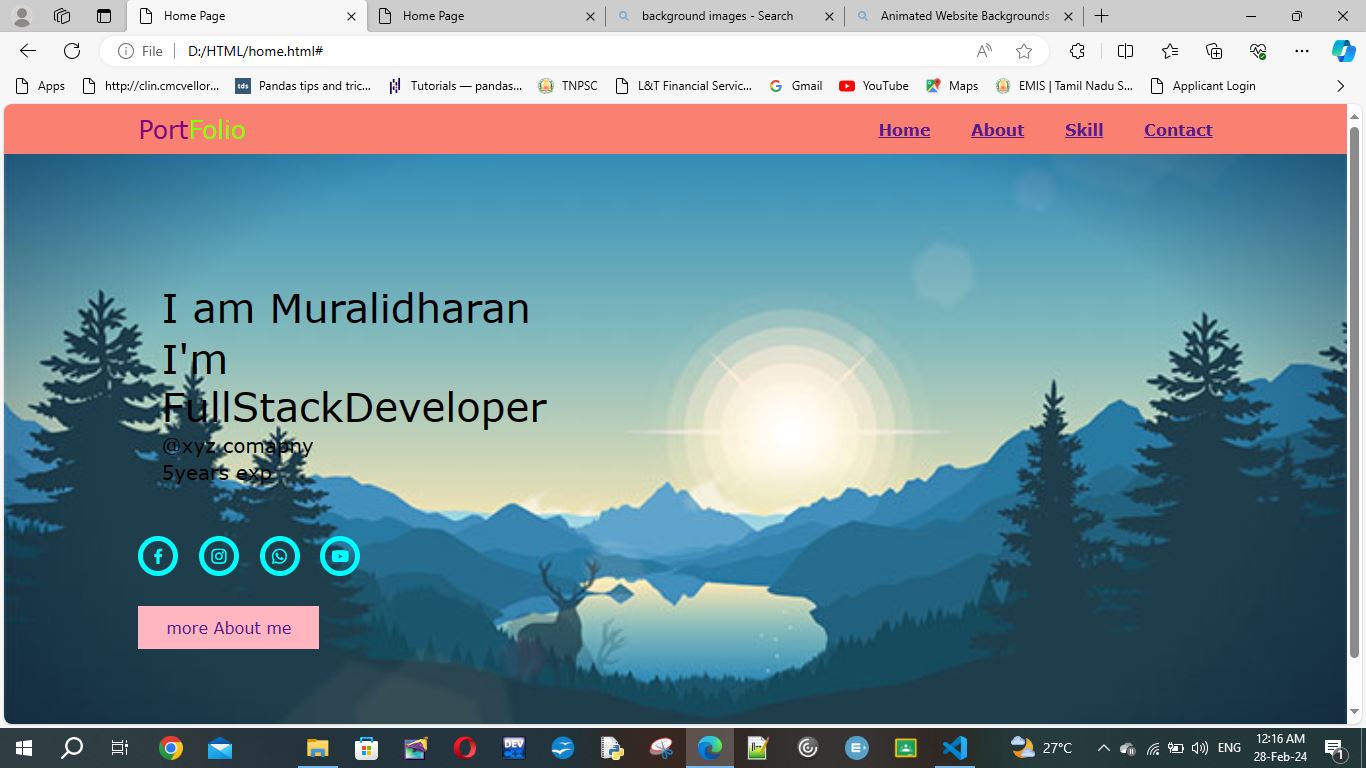 Home Page
Home Page
background images - Search
Animated Website Backgrounds
File
D:/HTML/home.html#
Apps
http://clin.cmcvellor...
tds Pandas tips and tric...
Tutorials — pandas...
TNPSC
L&T Financial Servic...
Gmail
YouTube
Maps
EMIS | Tamil Nadu S...
Applicant Login
PortFolio
Home
About
Skill
Contact
I am Muralidharan
I'm
FullStackDeveloper
@xyz comapny
5years exp
more About me
DEV
27°C
ENG
12:16 AM
28-Feb-24
1